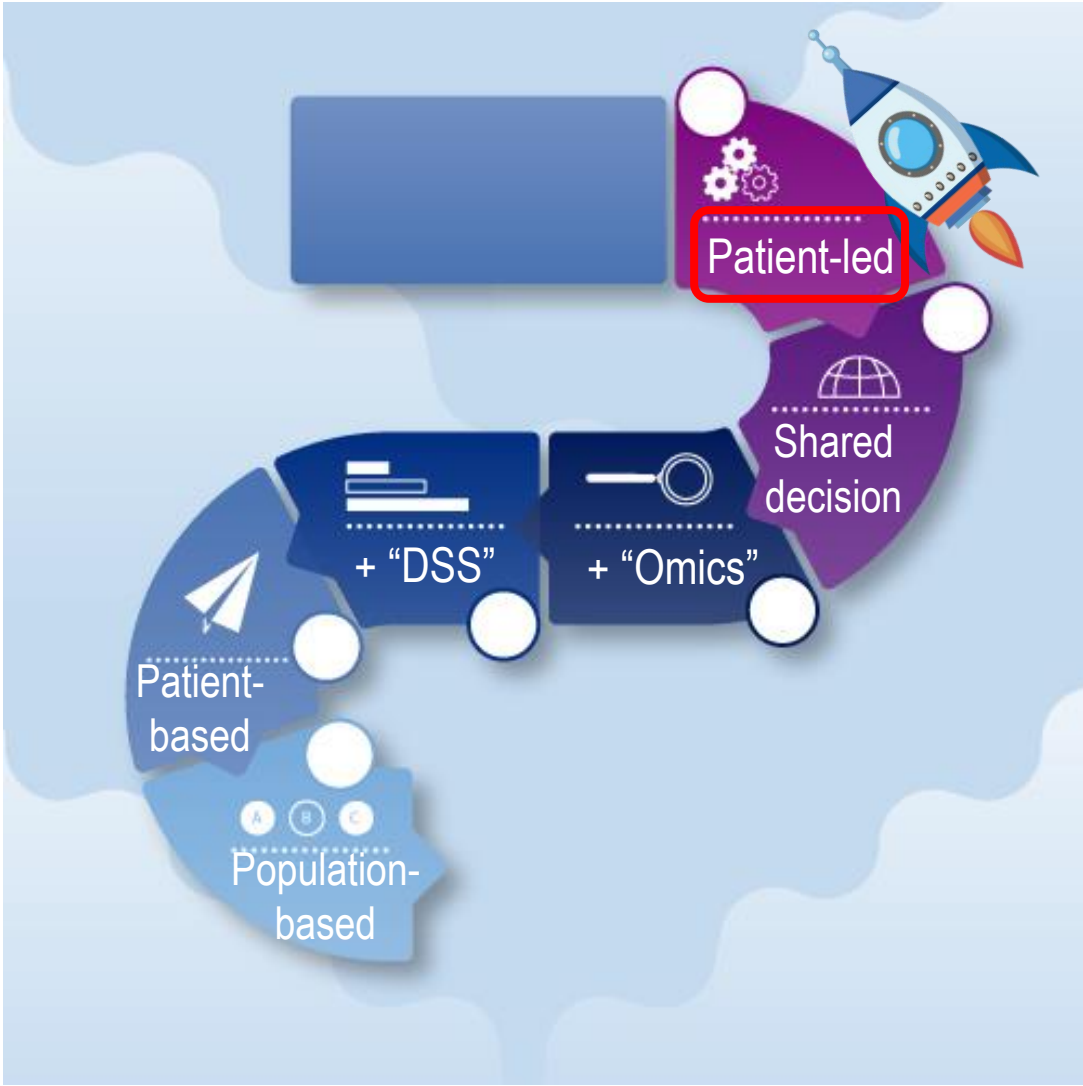 Patient-led
Shared
decision
+ “DSS”
+ “Omics”
Patient-
based
A B C
Population-
based